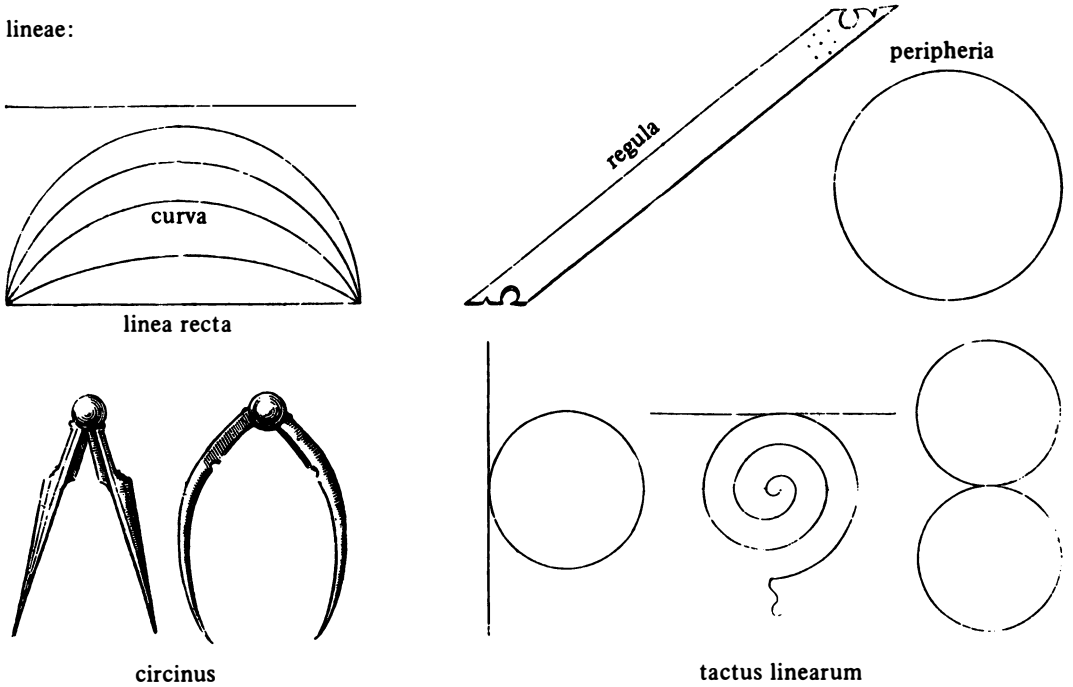 lineae:
peripheria
regula
curva
linea recta
circinus
tactus linearum